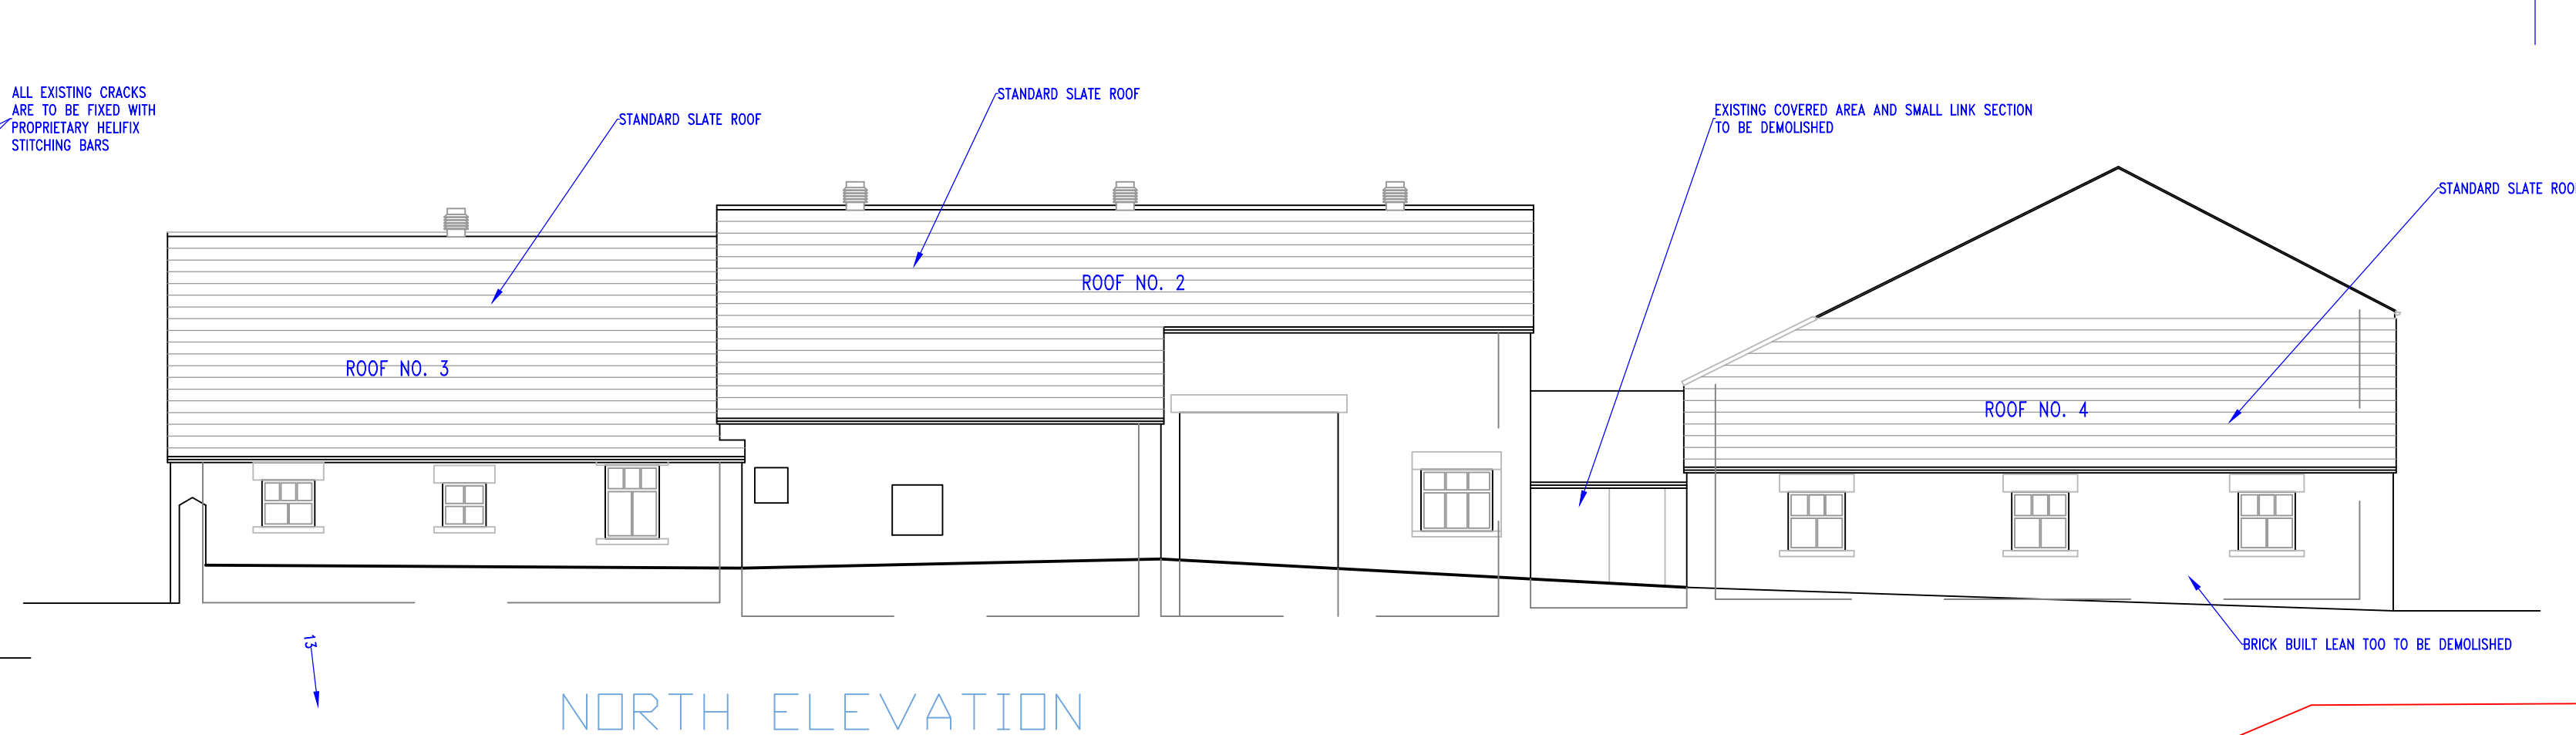 ALL EXISTING CRACKS
ARE TO BE FIXED WITH
PROPRIETARY HELIFIX
STITCHING BARS
STANDARD SLATE ROOF
STANDARD SLATE ROOF
EXISTING COVERED AREA AND SMALL LINK SECTION
TO BE DEMOLISHED
STANDARD SLATE ROO
ROOF NO. 2
ROOF NO. 3
ROOF NO. 4
13
BRICK BUILT LEAN TOO TO BE DEMOLISHED
NORTH ELEVATION